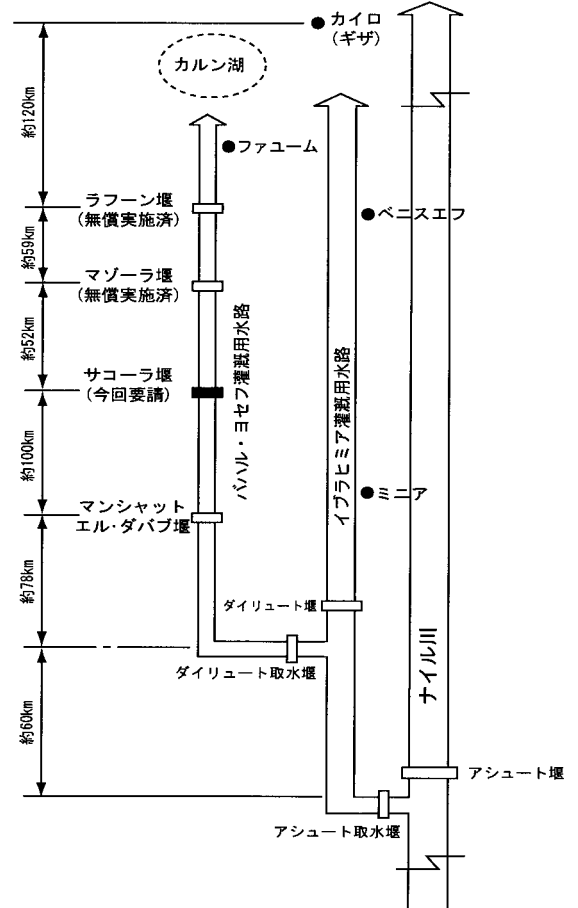 カイロ
(ギザ)
カルン湖
約120km
ファユーム
ラフーン堰
(無償実施済)
ベニスエフ
約59km
マゾーラ堰
(無償実施済)
約52km
バハル・ヨセフ灌漑用水路
イブラヒミア灌漑用水路
サコーラ堰
(今回要請)
約100km
ミニア
マンシャット
エル・ダバブ堰
約78km
ダイリュート堰
ナイル川
ダイリュート取水堰
約60km
アシュート堰
アシュート取水堰